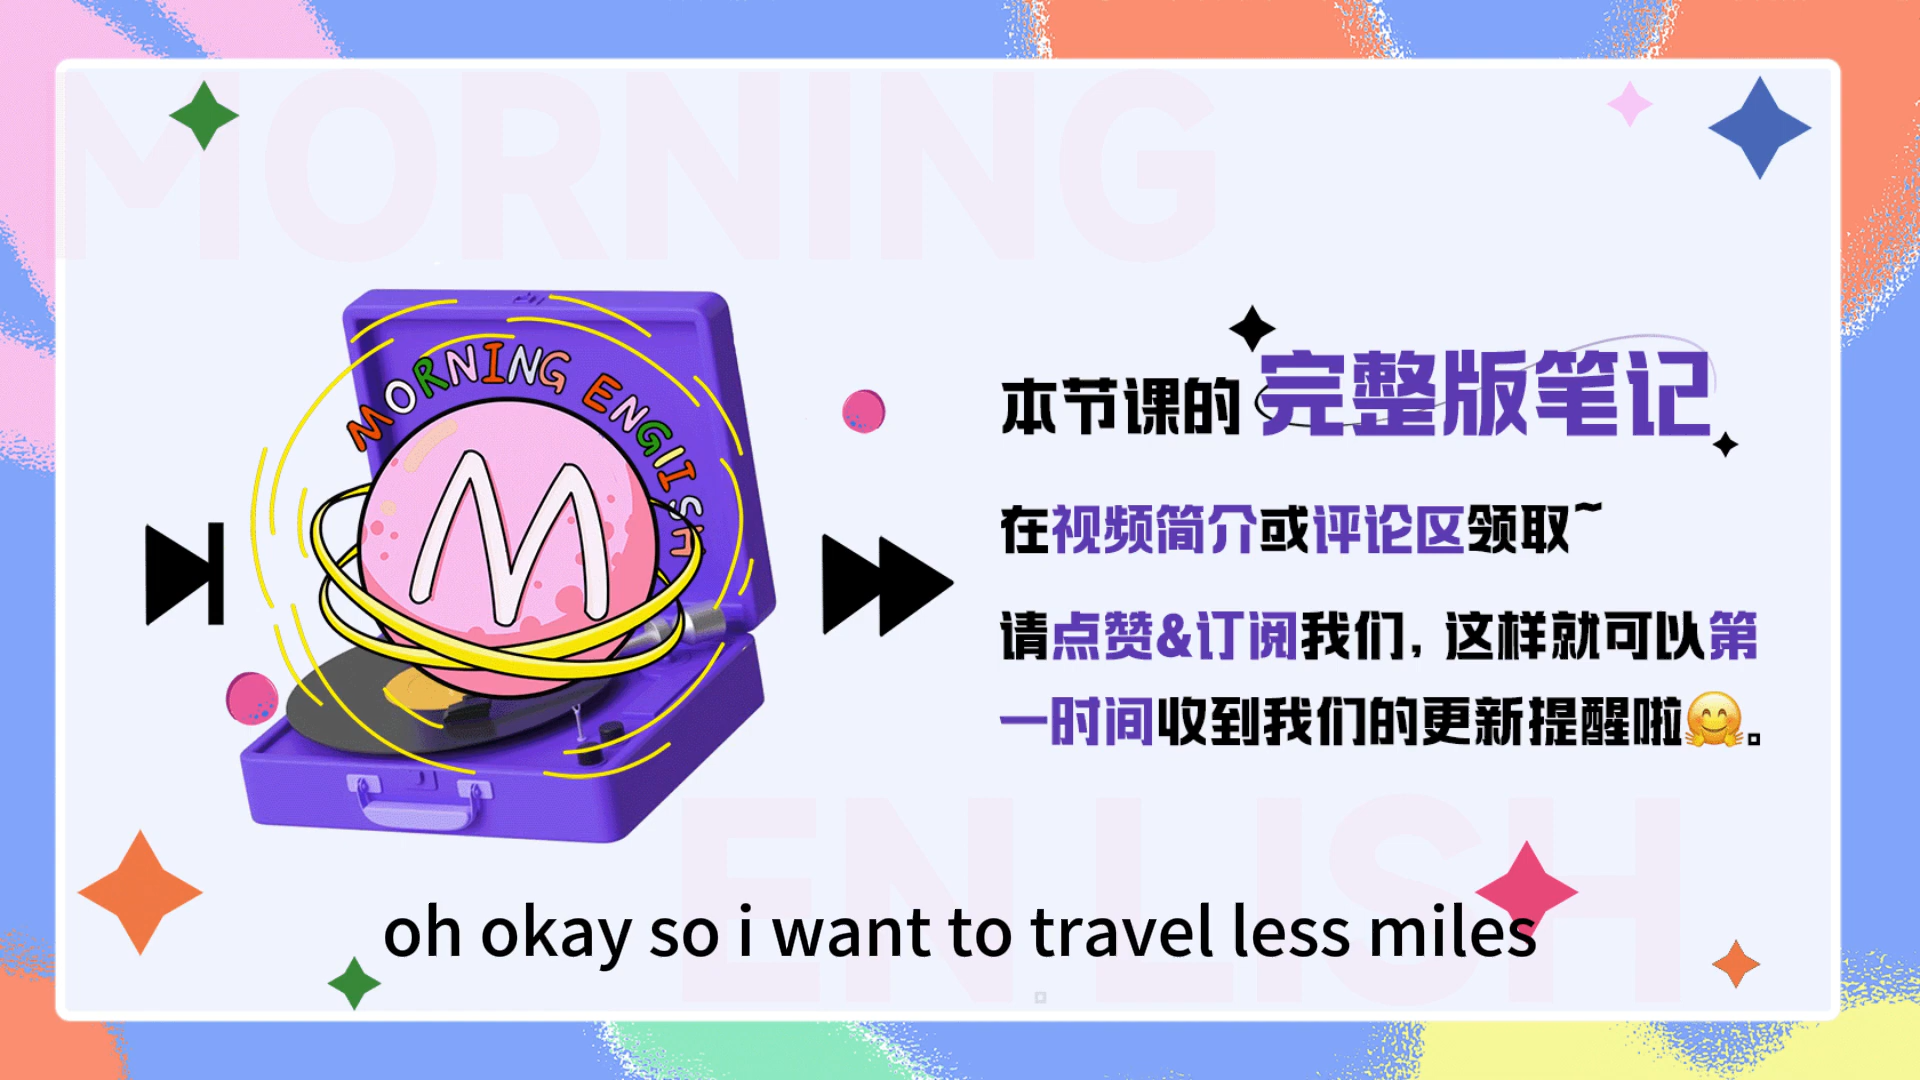 MORNING
MORNING ENGlISH
M
本节课的 完整版笔记
在视频简介或评论区领取~
请点赞&订阅我们，这样就可以第
一时间收到我们的更新提醒啦🤗。
EN LISH
oh okay so i want to travel less miles